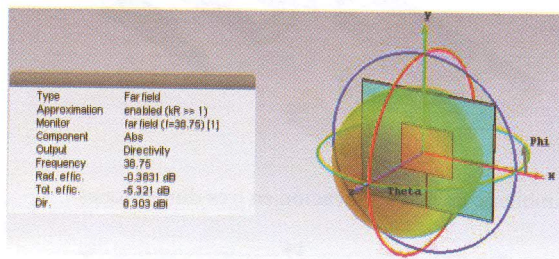 Type Farfield
Approximation enabled (kR >> 1)
Monitor farfield (f=38.75) [1]
Component Abs
Output Directivity
Frequency 38.75
Rad. effic. -0.3831 dB
Tot. effic. -5.321 dB
Dir. 8.303 dBi
y
Phi
x
Theta